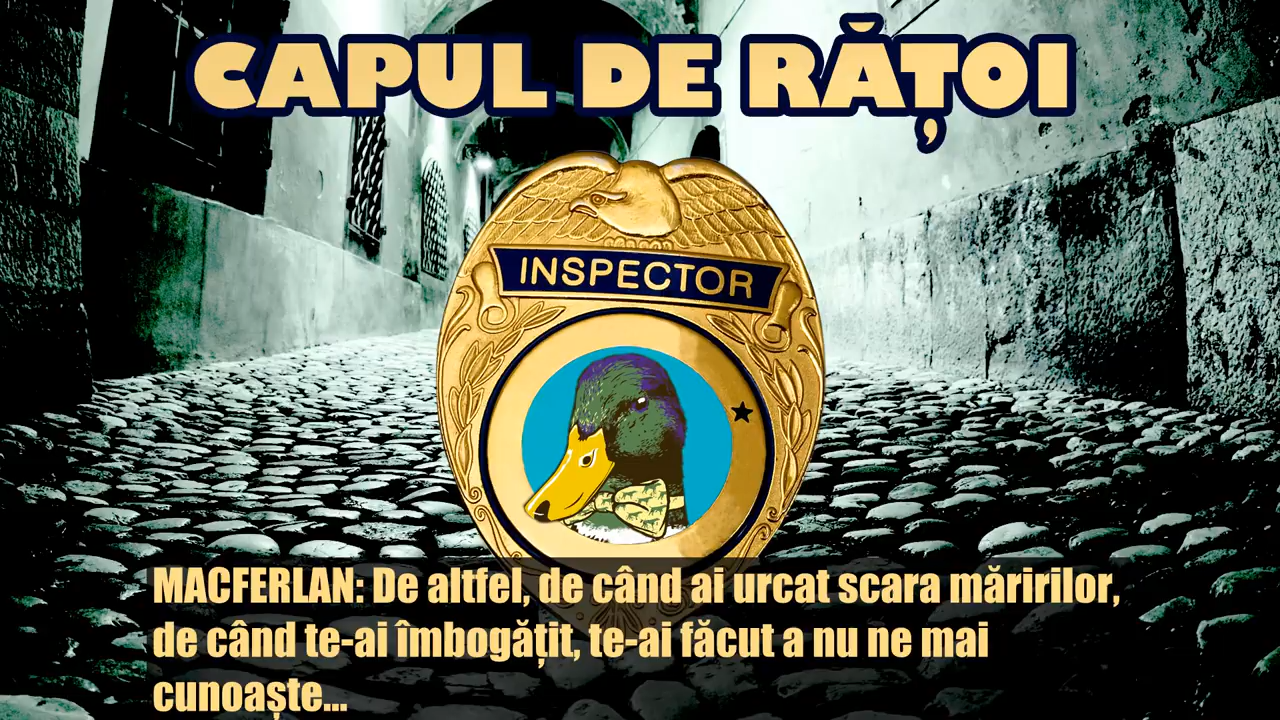 CAPUL DE RĂȚOI
INSPECTOR
MACFERLAN: De altfel, de când ai urcat scara măririlor,
de când te-ai îmbogățit, te-ai făcut a nu ne mai
cunoaște...